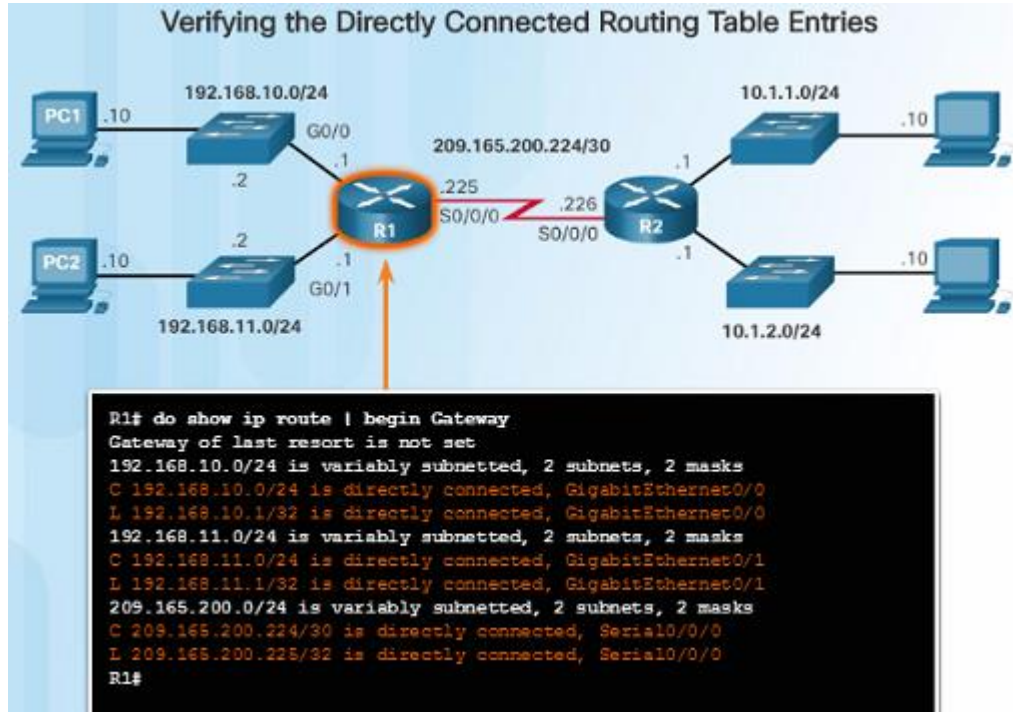 Verifying the Directly Connected Routing Table Entries
192.168.10.0/24
10.1.1.0/24
PC1
.10
G0/0
209.165.200.224/30
.10
.1
.1
.2
.225
.226
S0/0/0
S0/0/0
R1
R2
.2
.1
.1
PC2
.10
G0/1
.10
192.168.11.0/24
10.1.2.0/24
R1# do show ip route | begin Gateway
Gateway of last resort is not set
192.168.10.0/24 is variably subnetted, 2 subnets, 2 masks
C 192.168.10.0/24 is directly connected, GigabitEthernet0/0
L 192.168.10.1/32 is directly connected, GigabitEthernet0/0
192.168.11.0/24 is variably subnetted, 2 subnets, 2 masks
C 192.168.11.0/24 is directly connected, GigabitEthernet0/1
L 192.168.11.1/32 is directly connected, GigabitEthernet0/1
209.165.200.0/24 is variably subnetted, 2 subnets, 2 masks
C 209.165.200.224/30 is directly connected, Serial0/0/0
L 209.165.200.225/32 is directly connected, Serial0/0/0
R1#